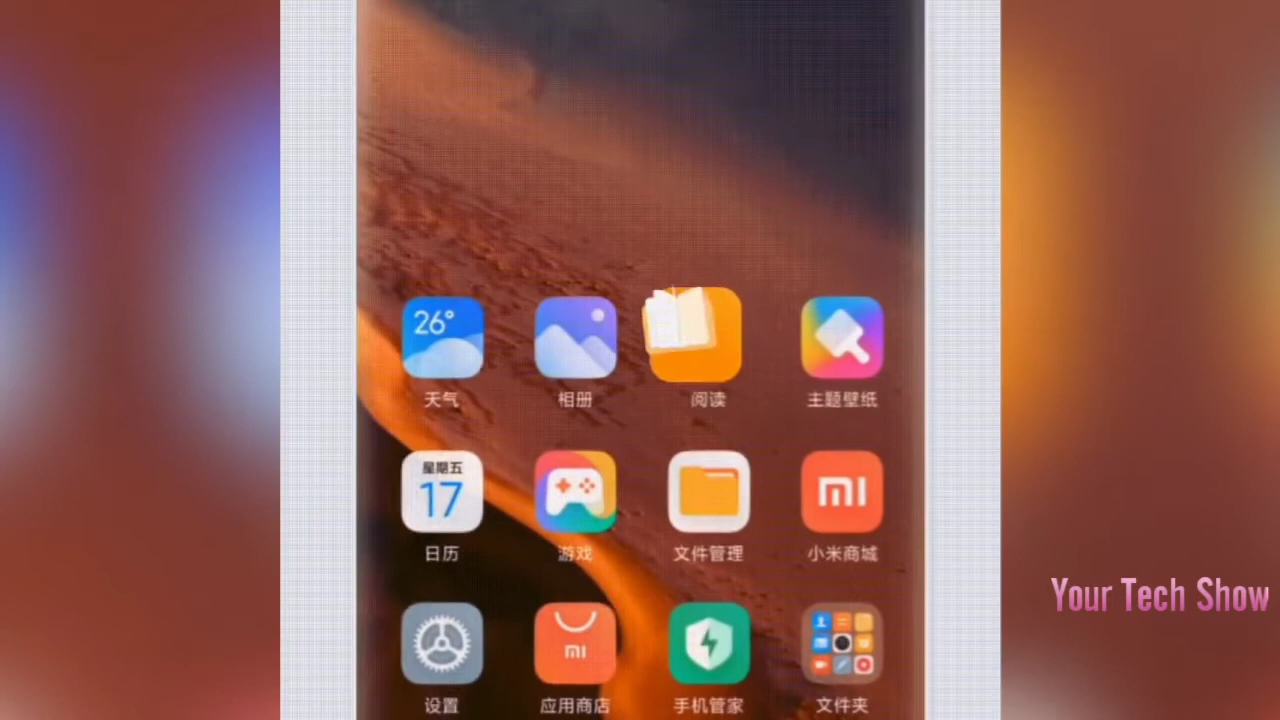 26°
天气
相册
阅读
主题壁纸
星期五
17
日历
游戏
文件管理
mi
小米商城
Your Tech Show
设置
mi
应用商店
手机管家
文件夹